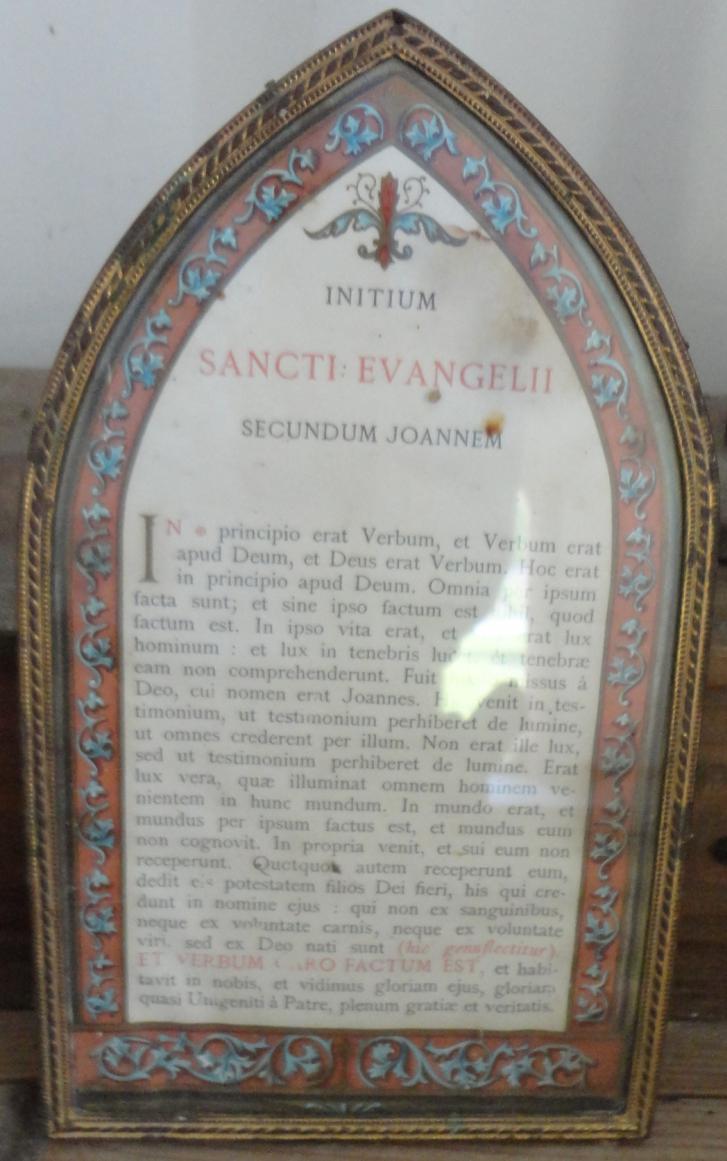 INITIUM
SANCTI EVANGELII
SECUNDUM JOANNEM
IN principio erat Verbum, et Verbum erat
apud Deum, et Deus erat Verbum. Hoc erat
in principio apud Deum. Omnia per ipsum
facta sunt; et sine ipso factum est quod
factum est. In ipso vita erat, et erat lux
hominum : et lux in tenebris lucet, et tenebræ
eam non comprehenderunt. Fuit missus à
Deo, cui nomen erat Joannes. venit in tes-
timonium, ut testimonium perhiberet de lumine,
ut omnes crederent per illum. Non erat ille lux,
sed ut testimonium perhiberet de lumine. Erat
lux vera, quæ illuminat omnem hominem ve-
nientem in hunc mundum. In mundo erat, et
mundus per ipsum factus est, et mundus eum
non cognovit. In propria venit, et sui eum non
receperunt. Quotquot autem receperunt eum,
dedit eis potestatem filios Dei fieri, his qui cre-
dunt in nomine ejus : qui non ex sanguinibus,
neque ex voluntate carnis, neque ex voluntate
viri, sed ex Deo nati sunt (hic genuflectitur).
ET VERBUM CARO FACTUM EST, et habi-
tavit in nobis, et vidimus gloriam ejus, gloriam
quasi Unigeniti à Patre, plenum gratiæ et veritatis.